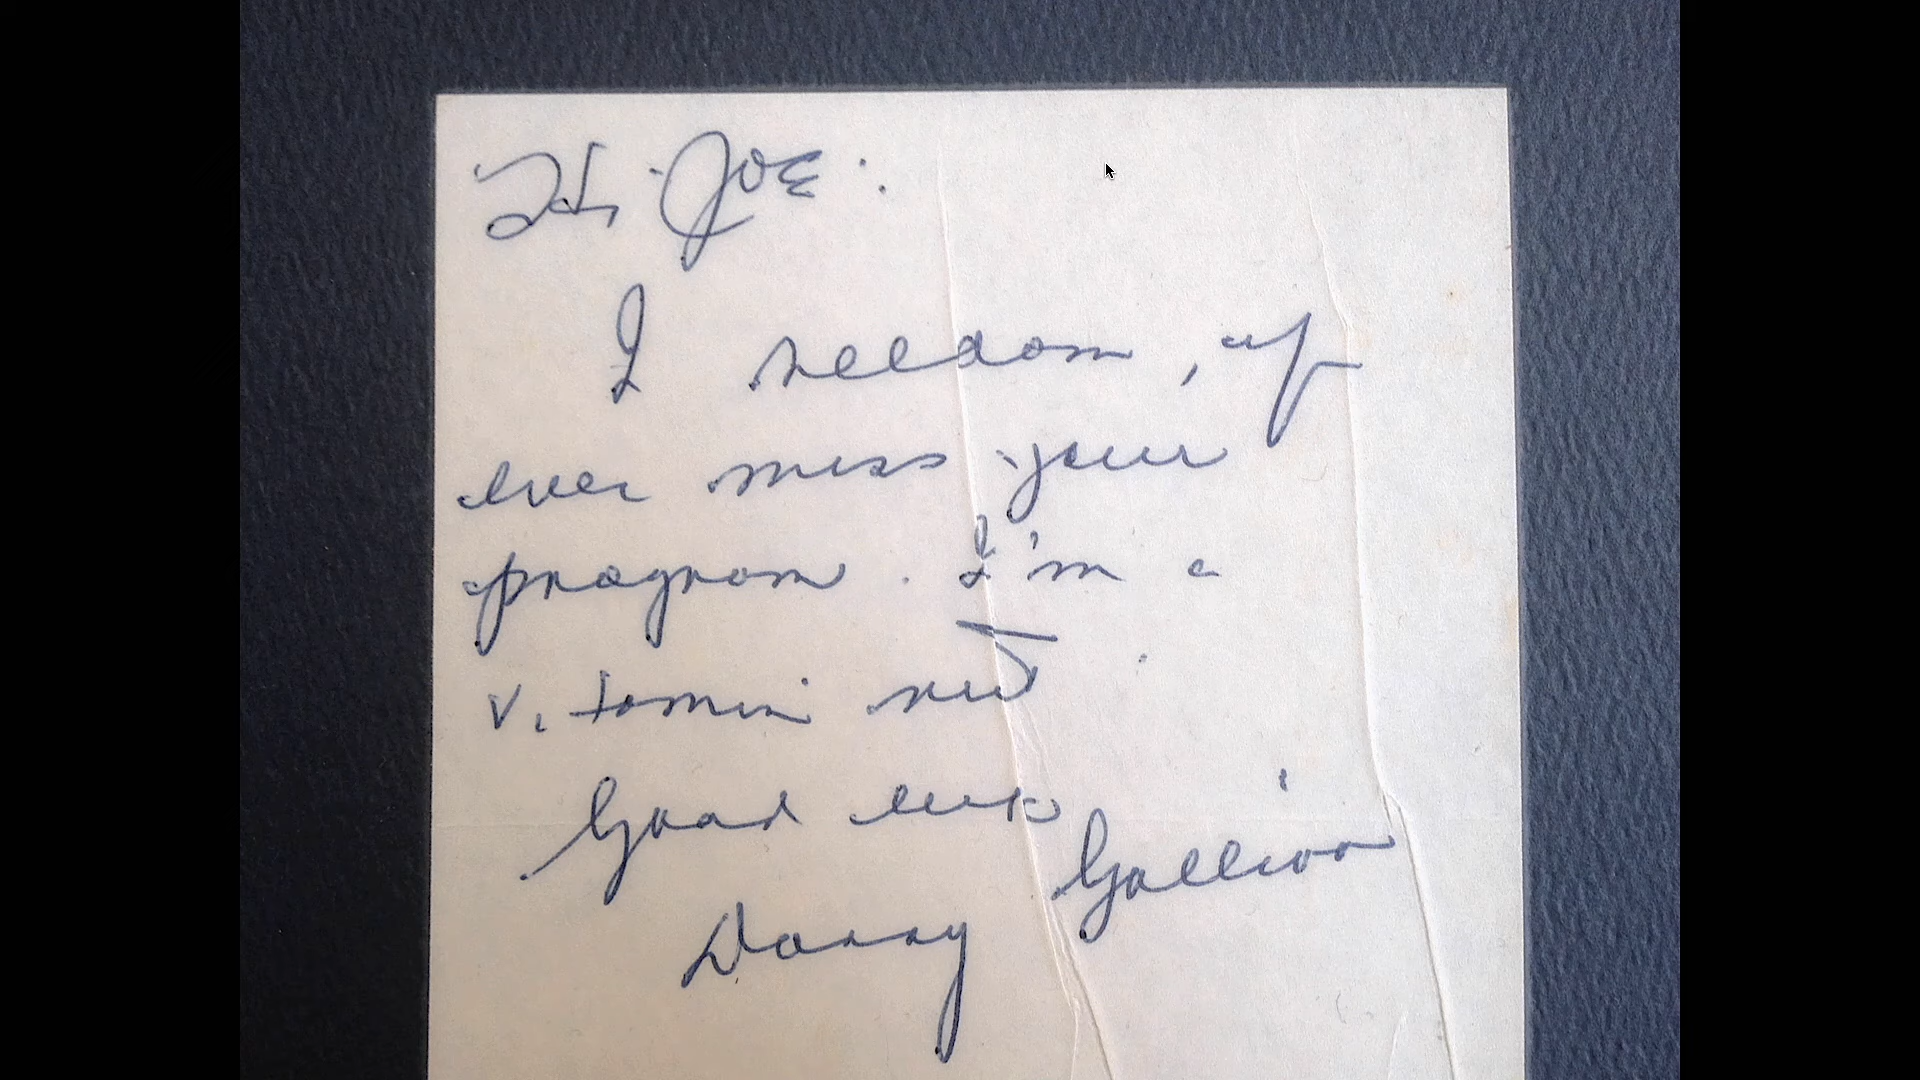 Hi Joe:
I seldom, if
ever miss your
program. I'm a
vitamin nut
Good luck
Danny Gallivan